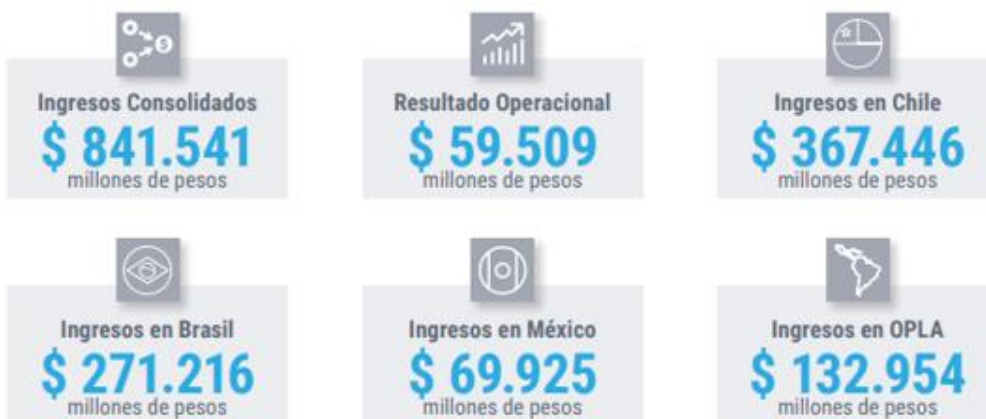 Ingresos Consolidados
$ 841.541
millones de pesos
Resultado Operacional
$ 59.509
millones de pesos
Ingresos en Chile
$ 367.446
millones de pesos
Ingresos en Brasil
$ 271.216
millones de pesos
Ingresos en México
$ 69.925
millones de pesos
Ingresos en OPLA
$ 132.954
millones de pesos